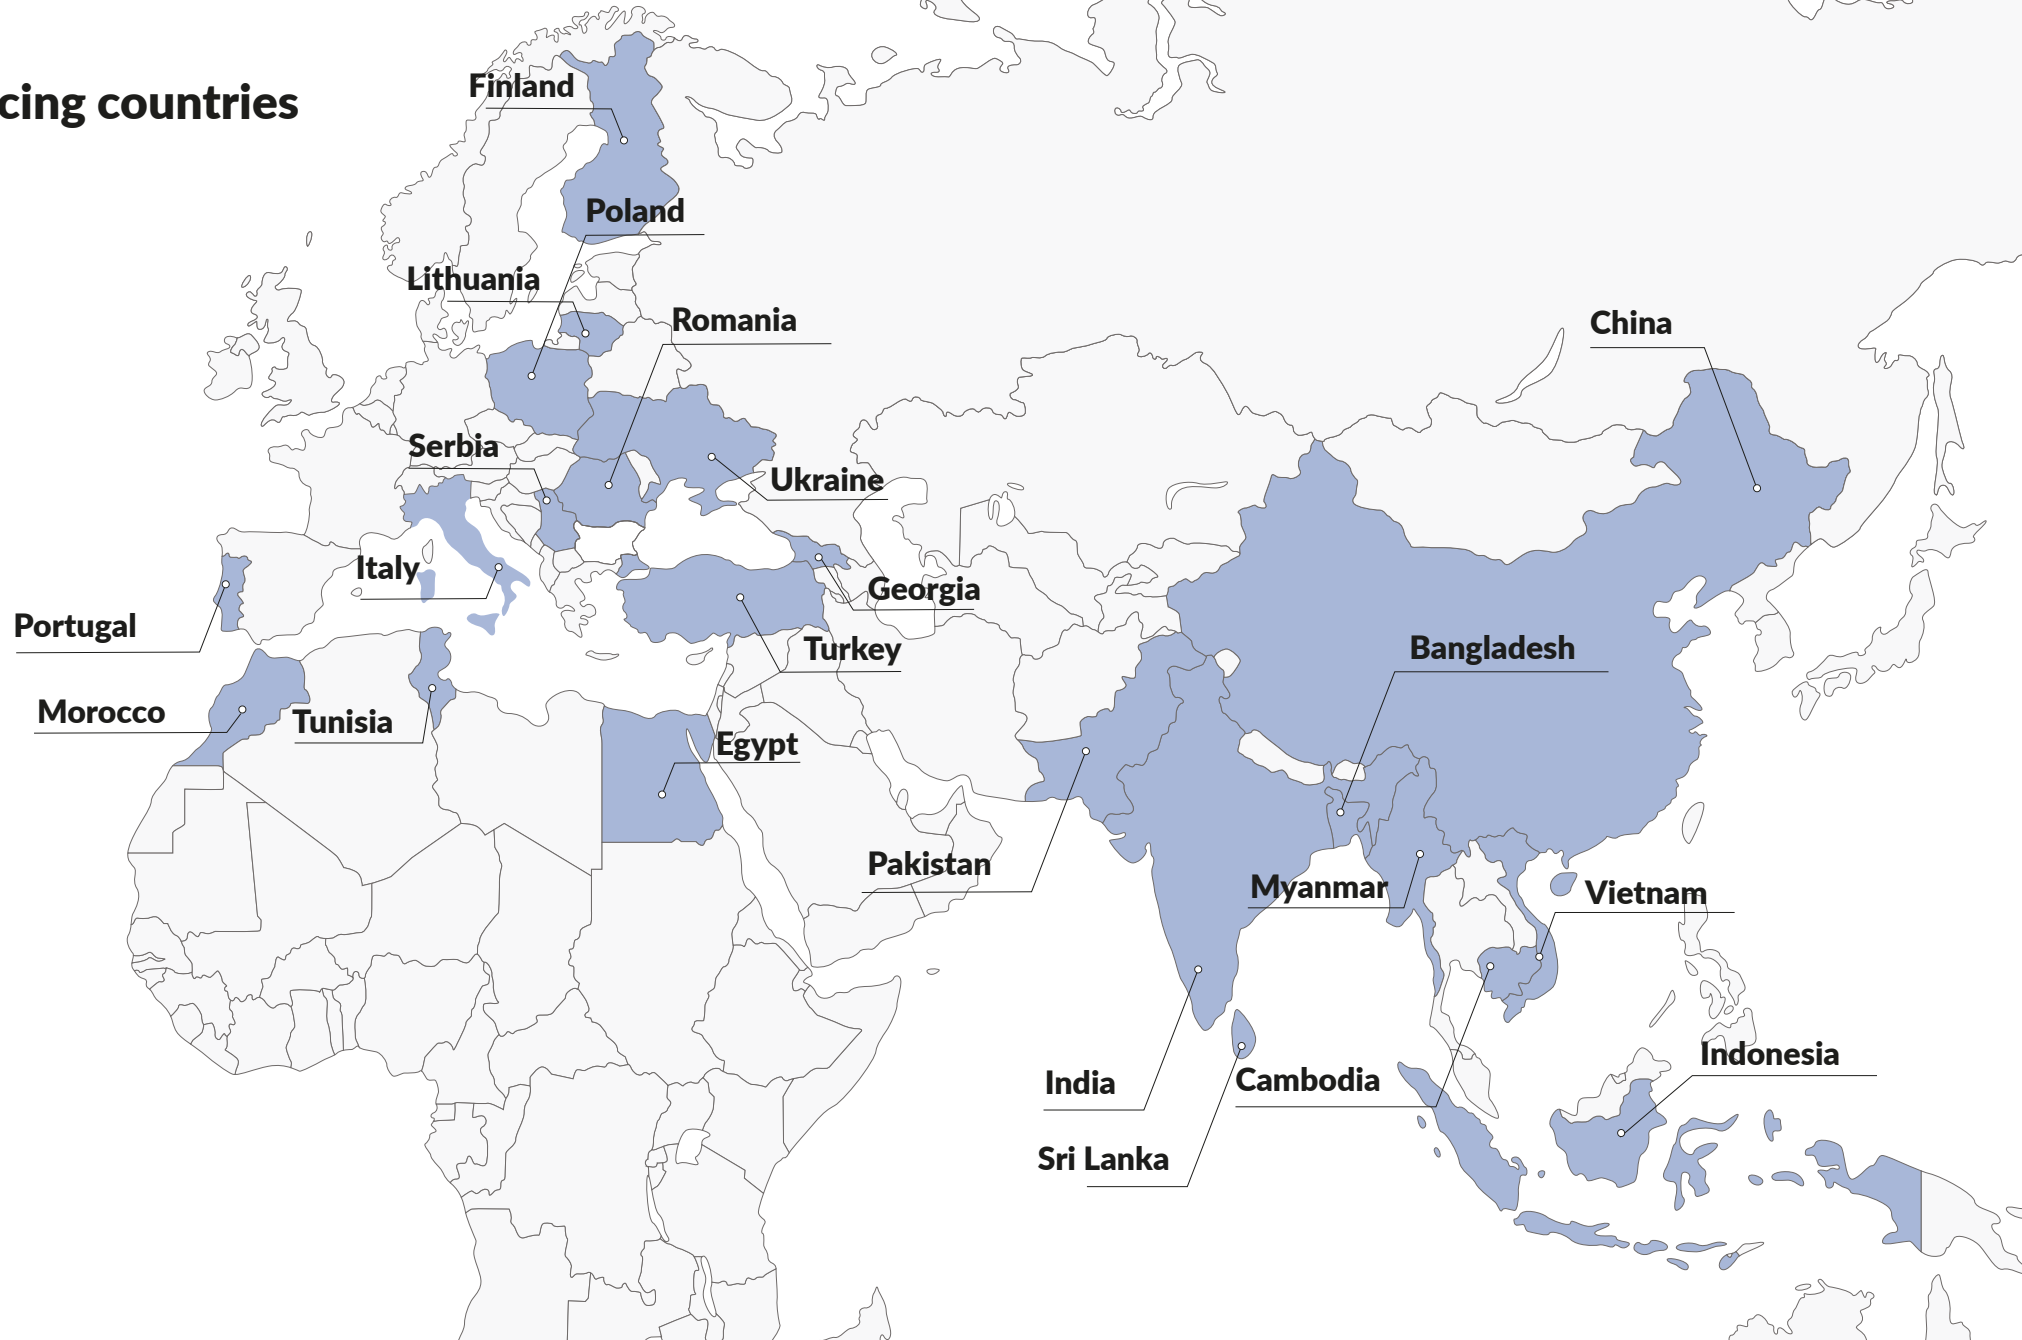 cing countries
Finland
Poland
Lithuania
Romania
China
Serbia
Ukraine
Italy
Georgia
Portugal
Turkey
Bangladesh
Morocco
Tunisia
Egypt
Pakistan
Myanmar
Vietnam
Indonesia
India
Cambodia
Sri Lanka